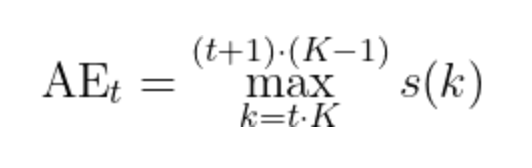 AE_t = \max_{k=t \cdot K}^{(t+1) \cdot (K-1)} s(k)